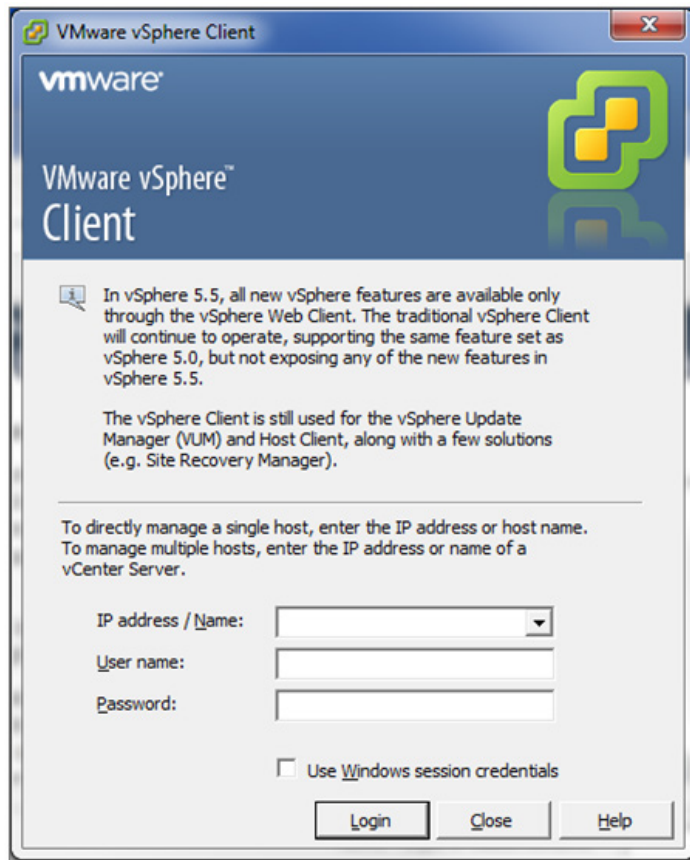 VMware vSphere Client
vmware
VMware vSphere™
Client
In vSphere 5.5, all new vSphere features are available only
through the vSphere Web Client. The traditional vSphere Client
will continue to operate, supporting the same feature set as
vSphere 5.0, but not exposing any of the new features in
vSphere 5.5.
The vSphere Client is still used for the vSphere Update
Manager (VUM) and Host Client, along with a few solutions
(e.g. Site Recovery Manager).
To directly manage a single host, enter the IP address or host name.
To manage multiple hosts, enter the IP address or name of a
vCenter Server.
IP address / Name:
User name:
Password:
Use Windows session credentials
Login Close Help